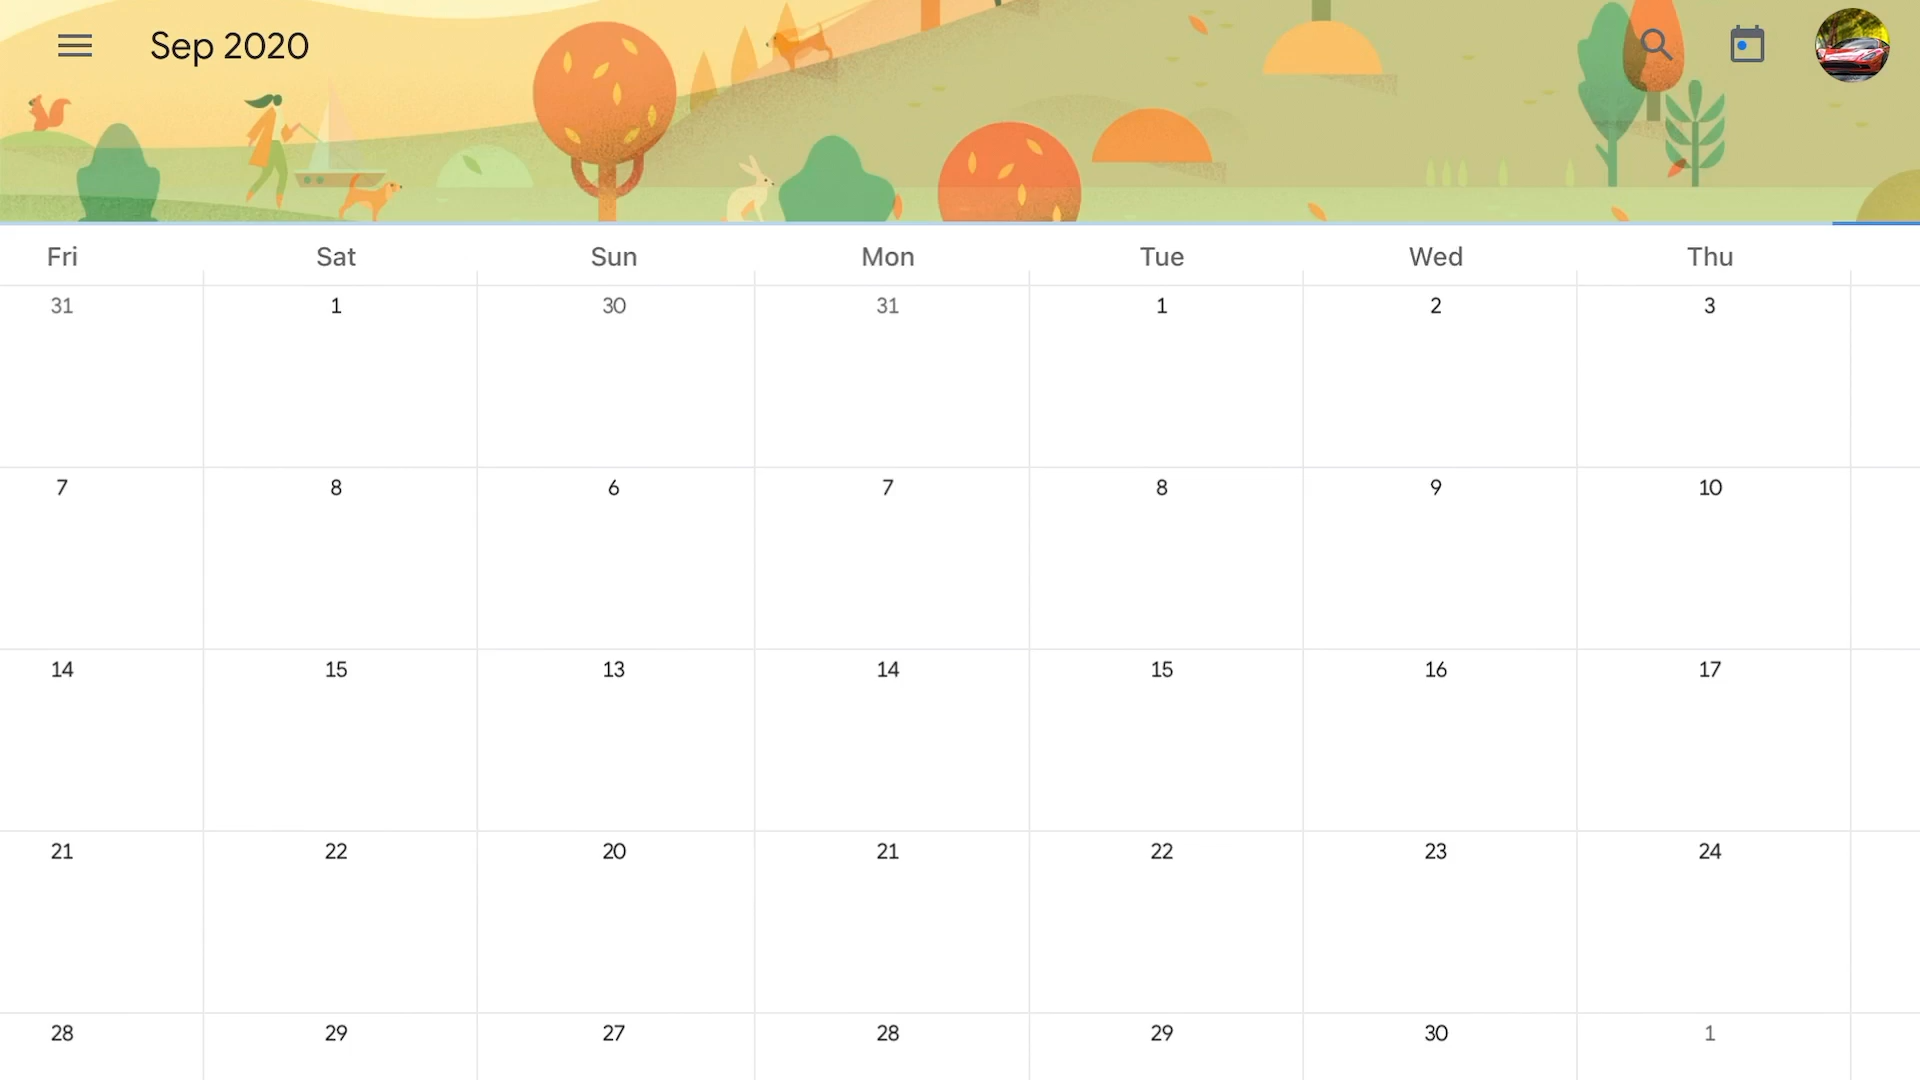 Sep 2020
Fri Sat Sun Mon Tue Wed Thu
31 1 30 31 1 2 3
7 8 6 7 8 9 10
14 15 13 14 15 16 17
21 22 20 21 22 23 24
28 29 27 28 29 30 1